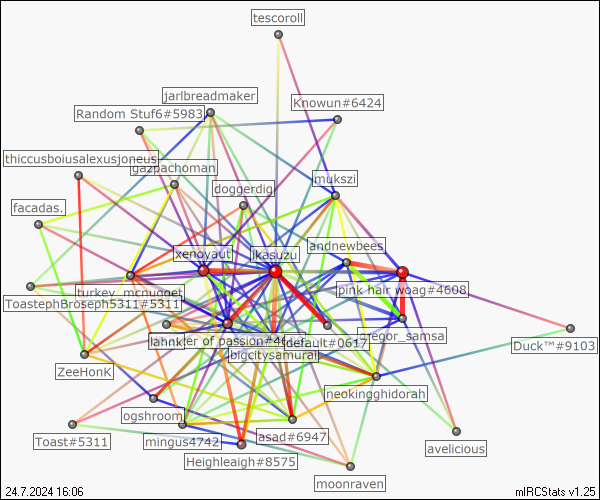 tescoroll
jarlbreadmaker
Knowun#6424
Random Stuf6#5983
thiccusboiusalexusjoneus
gazpachoman
mukszi
doggerdig
facadas.
xenoyaut
ikasuzu
andnewbees
turkey_mcnugget
pink hair woag#4608
ToastephBroseph5311#5311
lahnk
ter of passion#46
default#0617
gregor_samsa
Duck™#9103
bigcitysamurai
ZeeHonK
neokingghidorah
ogshroom
Toast#5311
mingus4742
asad#6947
avelicious
Heighleaigh#8575
moonraven
24.7.2024 16:06
mIRCStats v1.25